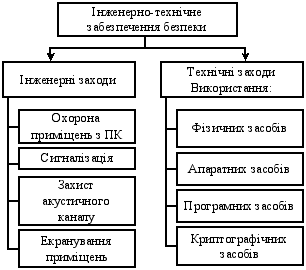 Інженерно-технічне
забезпечення безпеки
Інженерні заходи
Охорона
приміщень з ПК
Сигналізація
Захист
акустичного
каналу
Екранування
приміщень
Технічні заходи
Використання:
Фізичних засобів
Апаратних засобів
Програмних засобів
Криптографічних
засобів